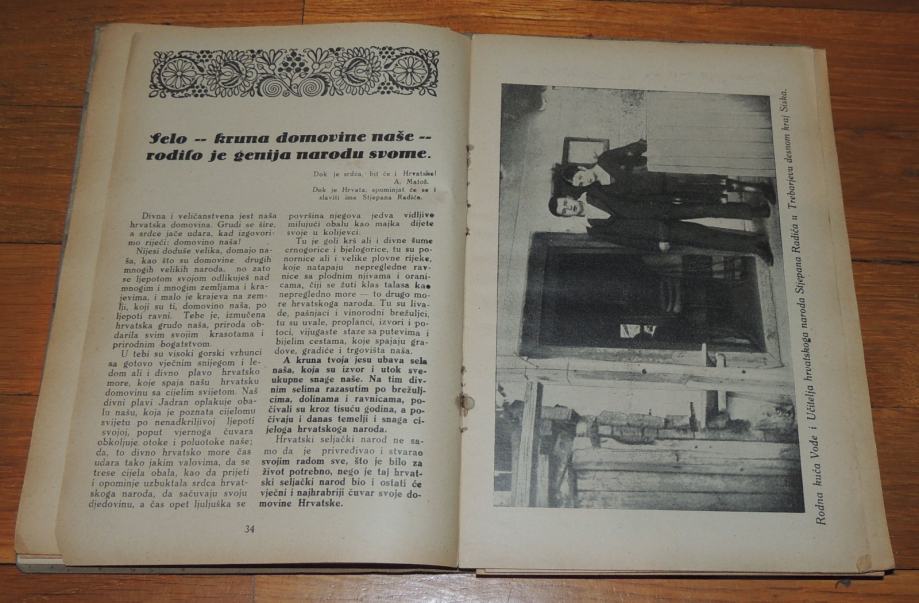 Selo -- kruna domovine naše --
rodilo je genija narodu svome.
Dok je srdca, bit će i Hrvatske!
A. Matoš.
Dok je Hrvata, spominjat će se i
slaviti ime Stjepana Radića.
Divna i veličanstvena jest naša
hrvatska domovina. Grudi se šire,
a srdce jače udara, kad izgovori-
mo riječi: domovino naša!
Nijesi doduše velika, domajo na-
ša, kao što su domovine drugih
mnogih velikih naroda, no zato
se ljepotom svojom odlikuješ nad
mnogim i mnogim zemljama i kra-
jevima, i malo je krajeva na zem-
lji, koji su ti, domovino naša, po
ljepoti ravni. Tebe je, izmučena
hrvatska grudo naša, priroda ob-
darila svim svojim krasotama i
prirodnim bogatstvom.
U tebi su visoki gorski vrhunci
sa gotovo vječnim snijegom i le-
dom ali i divno plavo hrvatsko
more, koje spaja našu hrvatsku
domovinu sa cijelim svijetom. Naš
divni plavi Jadran oplakuje oba-
lu našu, koja je poznata cijelomu
svijetu po nenadkriljivoj ljepoti
svojoj, poput vjernoga čuvara
obkoljuje otoke i poluotoke naše;
da, to divno hrvatsko more čas
udara tako jakim valovima, da se
trese cijela obala, kao da prijeti
i opominje uzbuktala srdca hrvat-
skoga naroda, da sačuvaju svoju
djedovinu, a čas opet ljuljuška se
površina njegova jedva vidljivo
milujući obalu kao majka dijete
svoje u kolijevci.
Tu je goli krš ali i divne šume
crnogorice i bjelogorice, tu su po-
nornice ali i velike plovne rijeke,
koje natapaju nepregledne rav-
nice sa plodnim njivama i orani-
cama, čiji se žuti klas talasa kao
nepregledno more — to drugo mo-
re hrvatskoga naroda. Tu su liva-
de, pašnjaci i vinorodni brežuljci,
tu su uvale, proplanci, izvori i po-
toci, vijugaste staze sa putevima i
bijelim cestama, koje spajaju gra-
dove, gradiće i trgovišta naša.
A kruna tvoja jesu ubava sela
naša, koja su izvor i utok sve-
ukupne snage naše. Na tim div-
nim selima razasutim po brežulj-
cima, dolinama i ravnicama, po-
čivali su kroz tisuću godina, a po-
čivaju i danas temelji i snaga ci-
jeloga hrvatskoga naroda.
Hrvatski seljački narod ne sa-
mo da je privredivao i stvarao
svojim radom sve, što je bilo za
život potrebno, nego je taj hrvat-
ski seljački narod bio i ostati će
vječni i najhrabriji čuvar svoje do-
movine Hrvatske.
34
Rodna kuća Vođe i Učitelja hrvatskoga naroda Stjepana Radića u Trebarjevu desnom kraj Siska.